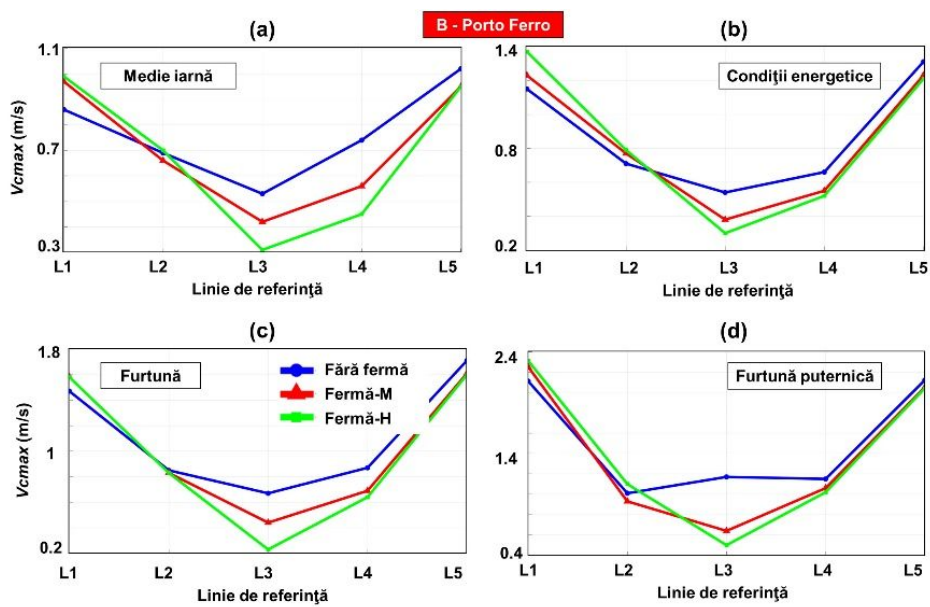 B - Porto Ferro
(a)
(b)
1.1
0.7
0.3
Vcmax (m/s)
Medie iarnă
L1 L2 L3 L4 L5
Linie de referinţă
1.4
0.8
0.2
Condiţii energetice
L1 L2 L3 L4 L5
Linie de referinţă
(c)
(d)
1.8
1
0.2
Vcmax (m/s)
Furtună
Fără fermă
Fermă-M
Fermă-H
L1 L2 L3 L4 L5
Linie de referinţă
2.4
1.4
0.4
Furtună puternică
L1 L2 L3 L4 L5
Linie de referinţă